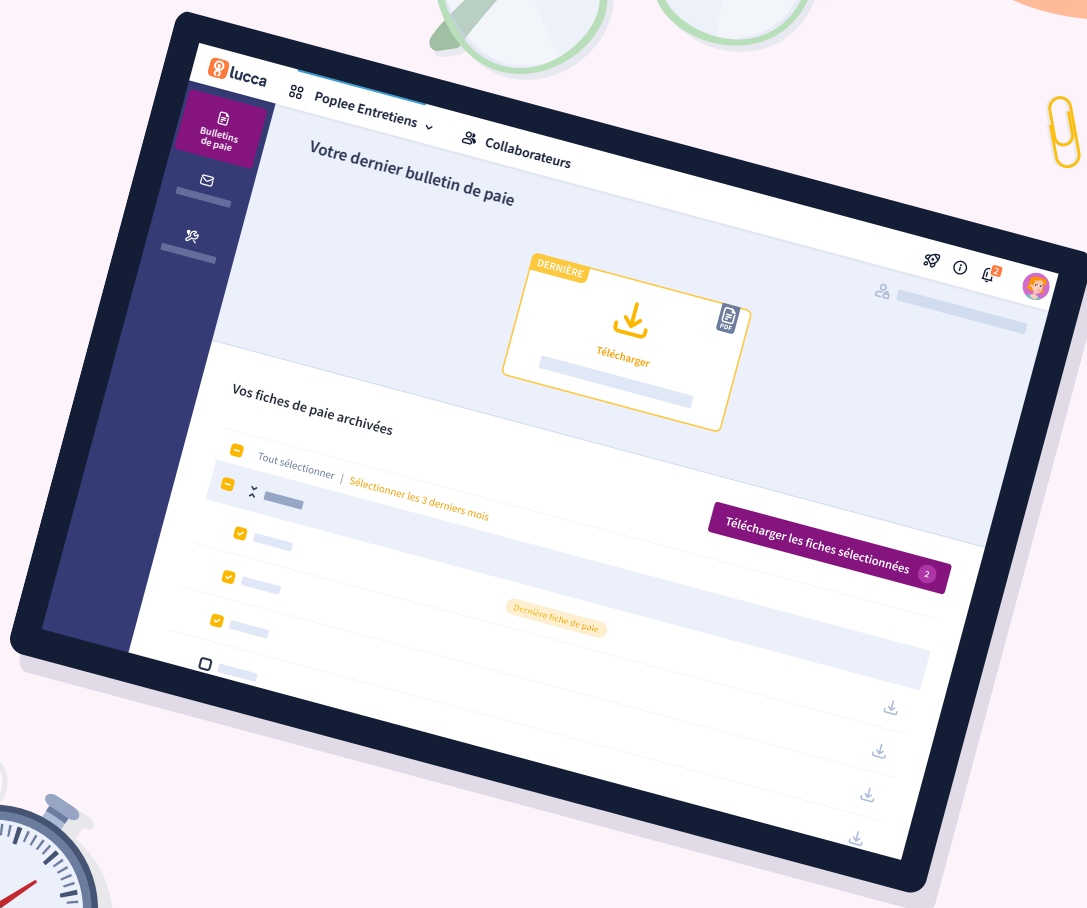 lucca
Poplee Entretiens
Collaborateurs
2
Bulletins
de paie
Votre dernier bulletin de paie
DERNIÈRE
PDF
Télécharger
Vos fiches de paie archivées
Tout sélectionner | Sélectionner les 3 derniers mois
Télécharger les fiches sélectionnées 2
Dernière fiche de paie